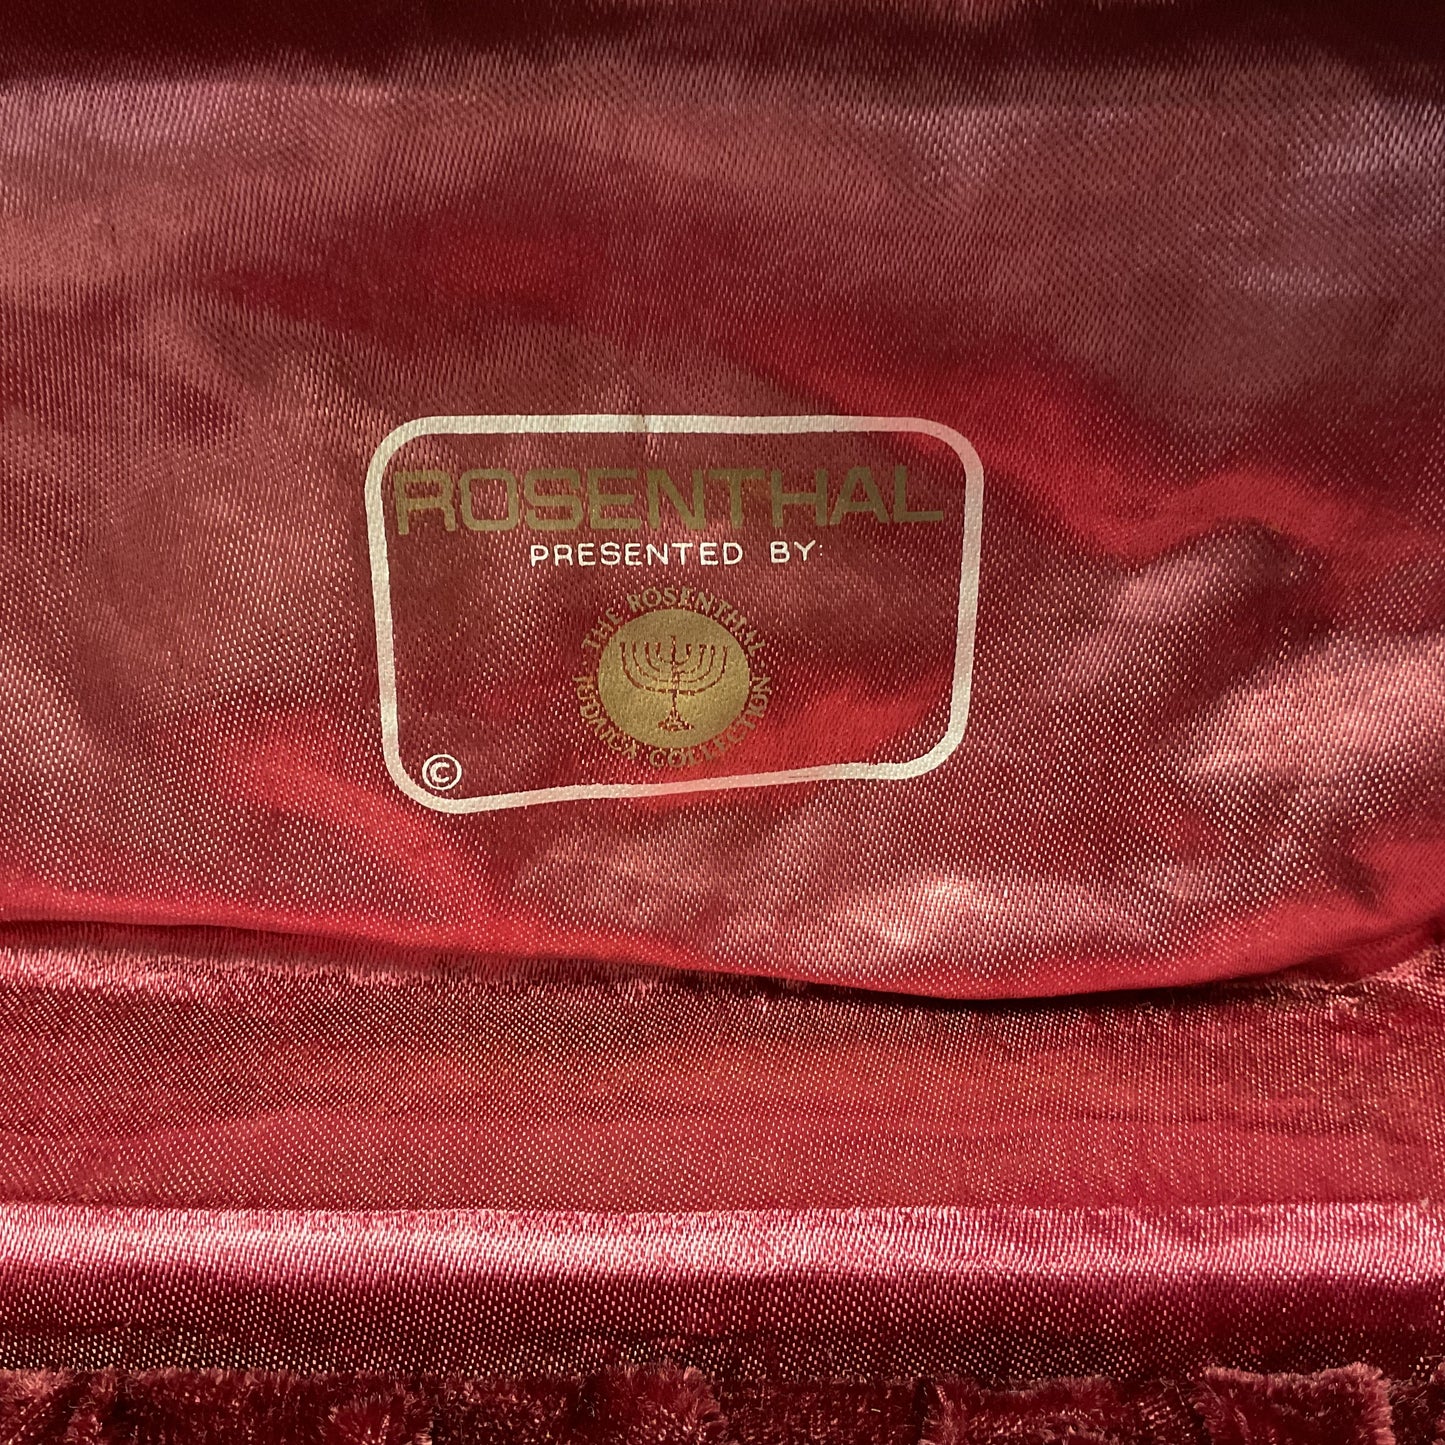 ROSENTHAL
PRESENTED BY:
· THE ROSENTHAL ·
JUDAICA COLLECTION
©